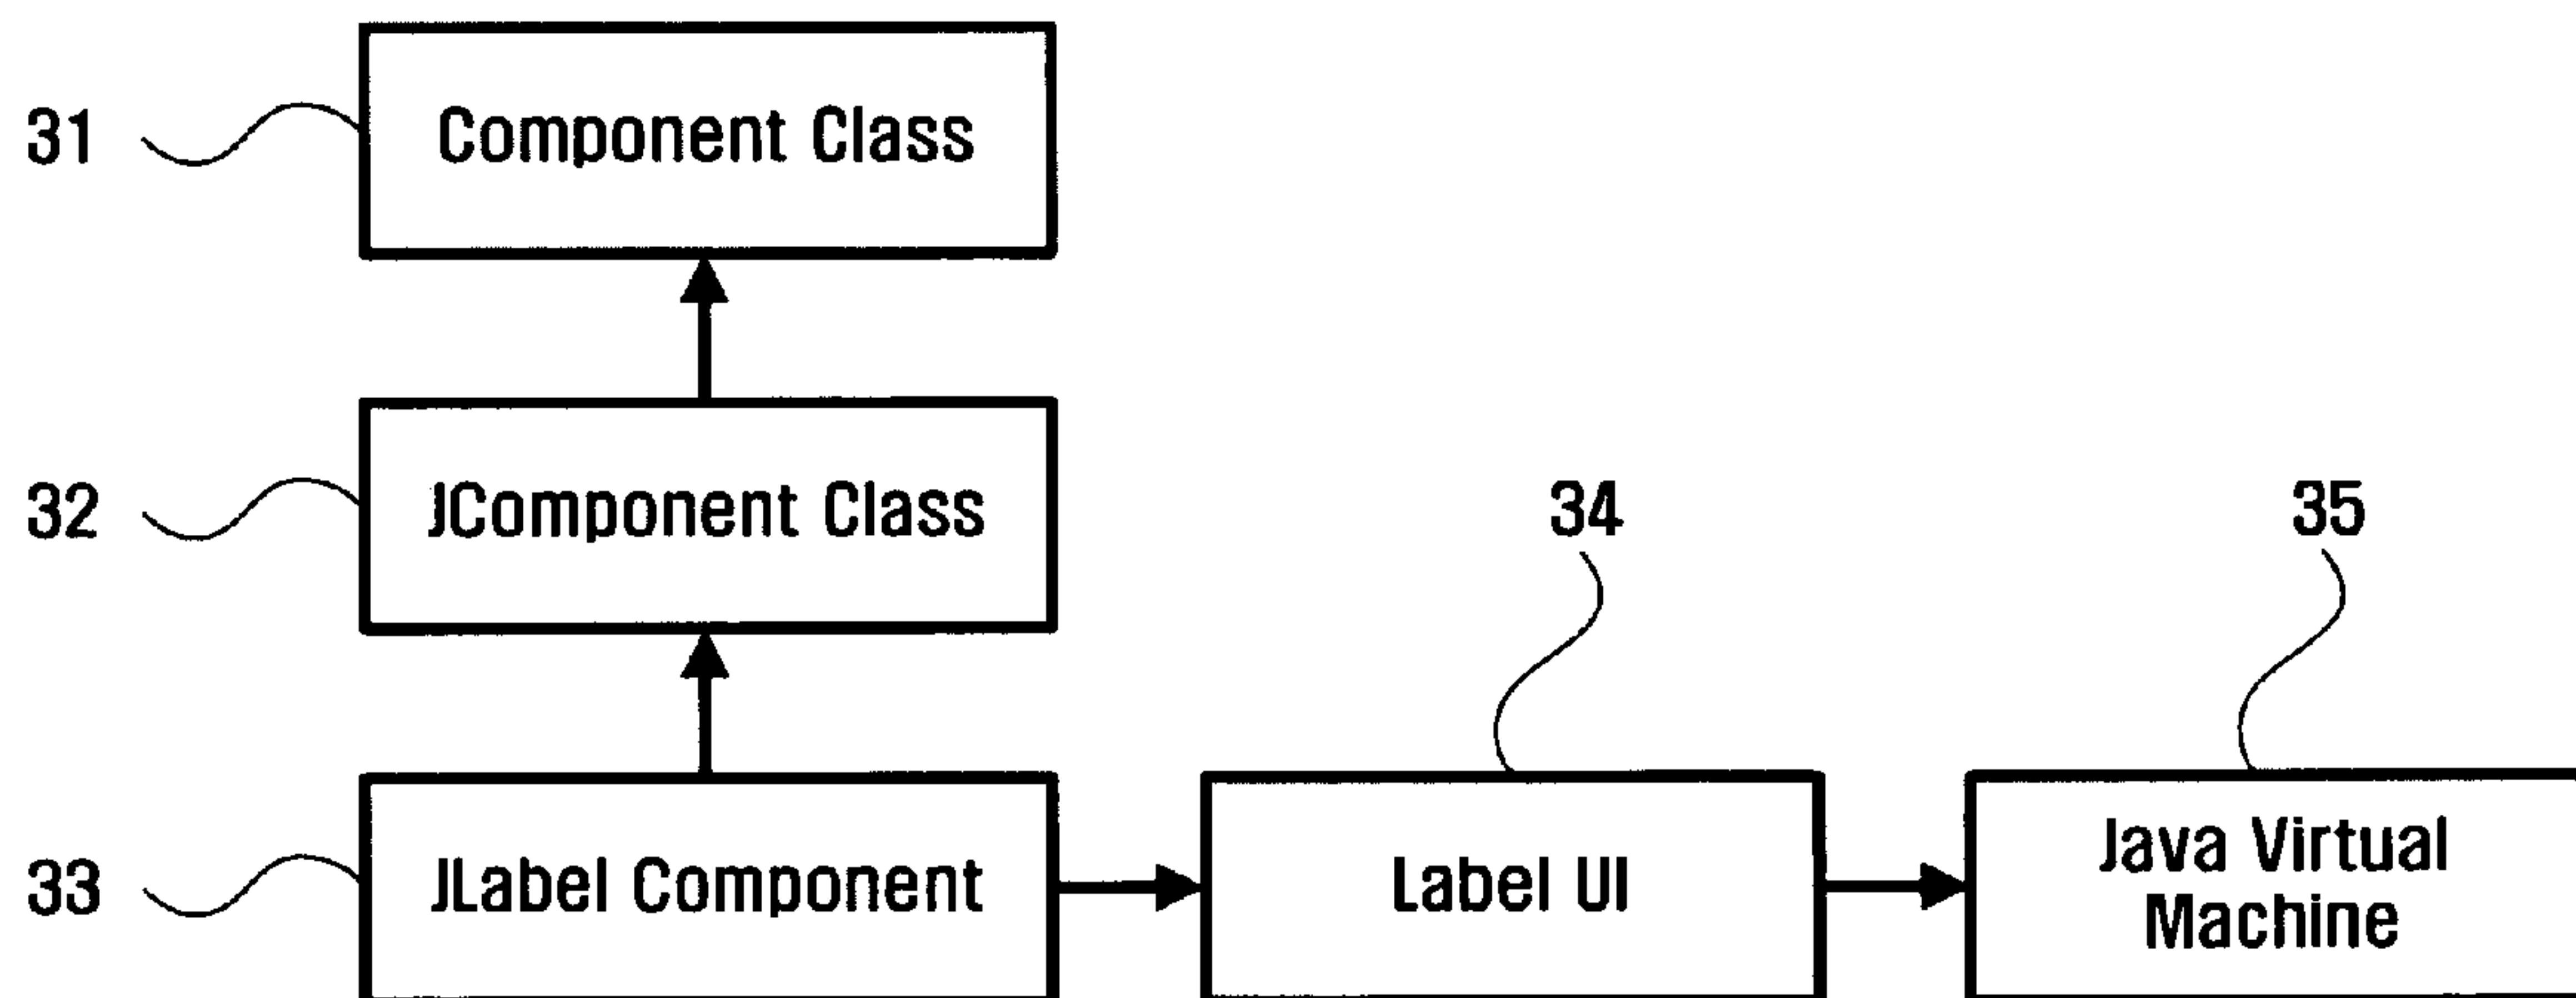 31
Component Class
32
JComponent Class
34
35
33
JLabel Component
Label UI
Java Virtual
Machine